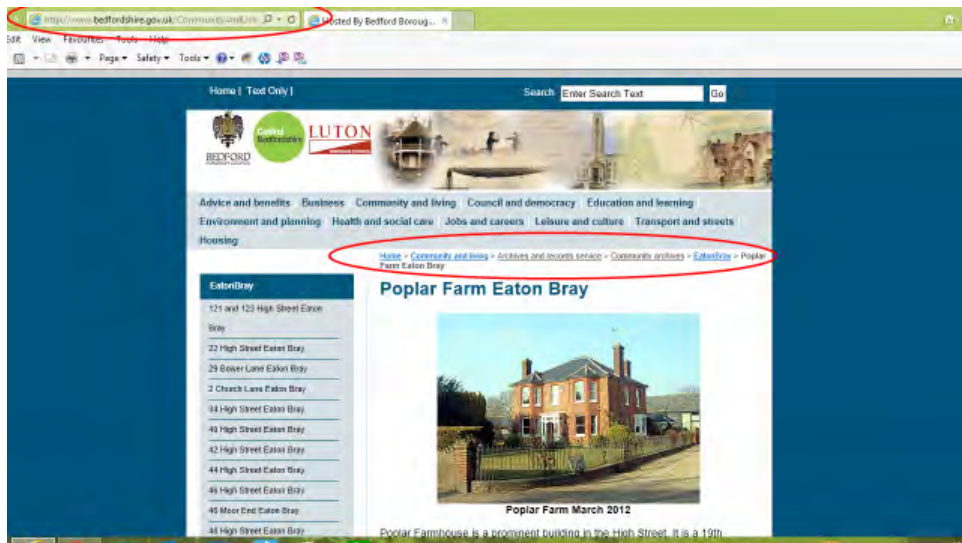 http://www.bedfordshire.gov.uk/CommunityAndLivi
Hosted By Bedford Boroug...
Edit View Favourites Tools Help
Page Safety Tools
Home | Text Only |
Search Enter Search Text Go
BEDFORD
Central Bedfordshire
LUTON
Advice and benefits Business Community and living Council and democracy Education and learning
Environment and planning Health and social care Jobs and careers Leisure and culture Transport and streets
Housing
Home > Community and living > Archives and records service > Community archives > EatonBray > Poplar
Farm Eaton Bray
EatonBray
121 and 123 High Street Eaton
Bray
22 High Street Eaton Bray
29 Bower Lane Eaton Bray
2 Church Lane Eaton Bray
34 High Street Eaton Bray
40 High Street Eaton Bray
42 High Street Eaton Bray
44 High Street Eaton Bray
46 High Street Eaton Bray
46 Moor End Eaton Bray
48 High Street Eaton Bray
Poplar Farm Eaton Bray
Poplar Farm March 2012
Poplar Farmhouse is a prominent building in the High Street. It is a 19th